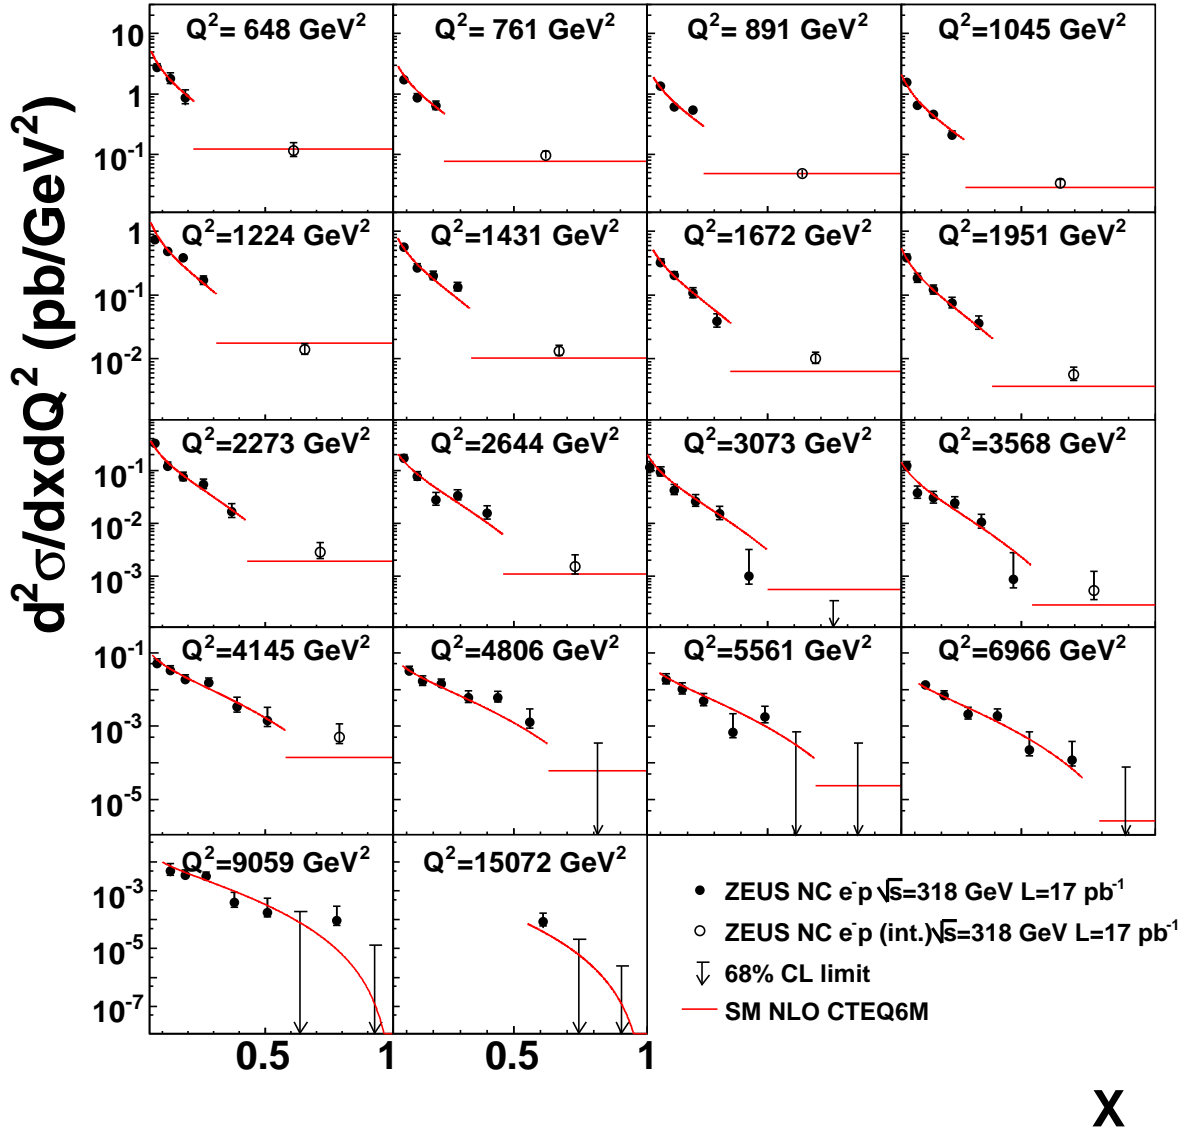 d²σ/dxdQ² (pb/GeV²)
Q²= 648 GeV²
Q²= 761 GeV²
Q²= 891 GeV²
Q²=1045 GeV²
10
1
10⁻¹
Q²=1224 GeV²
Q²=1431 GeV²
Q²=1672 GeV²
Q²=1951 GeV²
1
10⁻¹
10⁻²
Q²=2273 GeV²
Q²=2644 GeV²
Q²=3073 GeV²
Q²=3568 GeV²
10⁻¹
10⁻²
10⁻³
Q²=4145 GeV²
Q²=4806 GeV²
Q²=5561 GeV²
Q²=6966 GeV²
10⁻¹
10⁻³
10⁻⁵
Q²=9059 GeV²
Q²=15072 GeV²
10⁻³
10⁻⁵
10⁻⁷
0.5 1
0.5 1
ZEUS NC e⁻p √s=318 GeV L=17 pb⁻¹
ZEUS NC e⁻p (int.)√s=318 GeV L=17 pb⁻¹
68% CL limit
SM NLO CTEQ6M
x